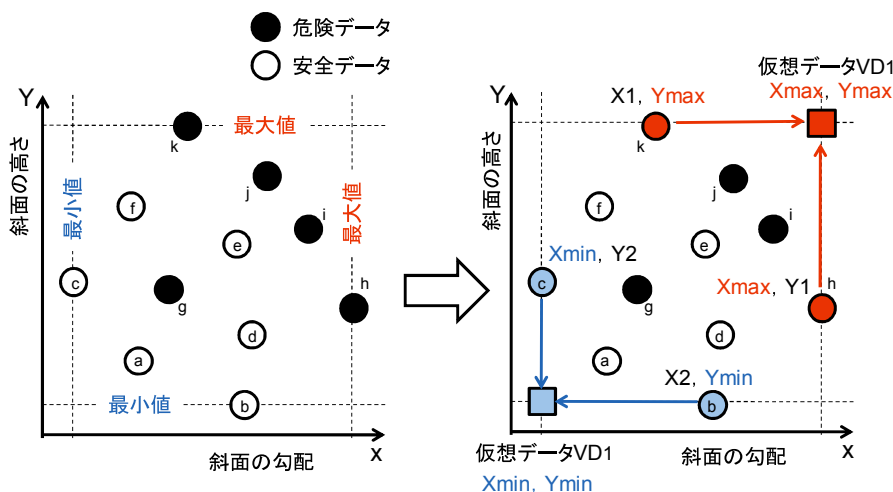 危険データ
安全データ
Y
斜面の高さ
最大値
k
j
最小値
f
i
最大値
e
c
g
h
d
a
最小値
b
斜面の勾配
x
仮想データVD1
Xmax, Ymax
X1, Ymax
Y
斜面の高さ
k
j
f
i
e
Xmin, Y2
c
g
Xmax, Y1
h
d
a
X2, Ymin
b
仮想データVD1
斜面の勾配
x
Xmin, Ymin